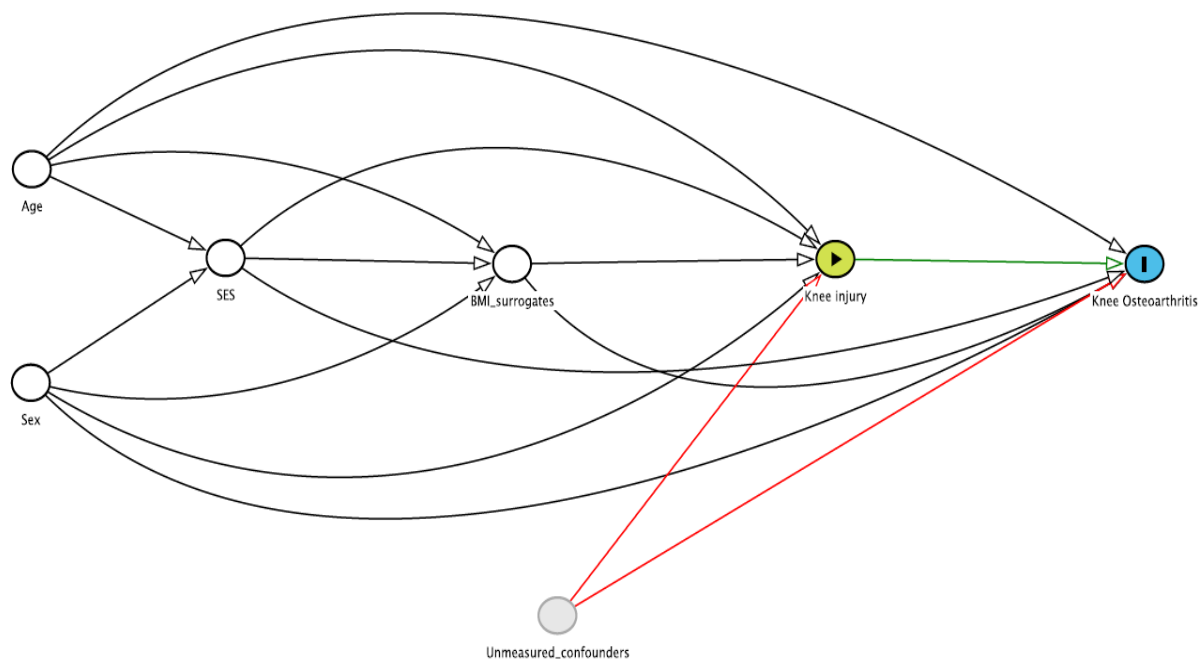 Age
SES
BMI_surrogates
Knee injury
Knee Osteoarthritis
Sex
Unmeasured_confounders